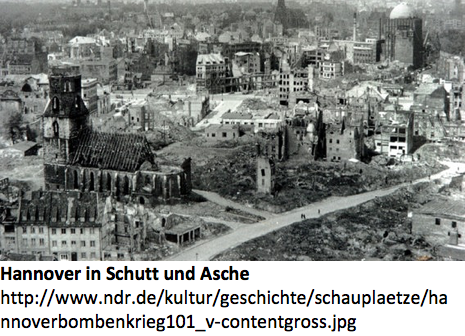 Hannover in Schutt und Asche
http://www.ndr.de/kultur/geschichte/schauplaetze/ha
nnoverbombenkrieg101_v-contentgross.jpg